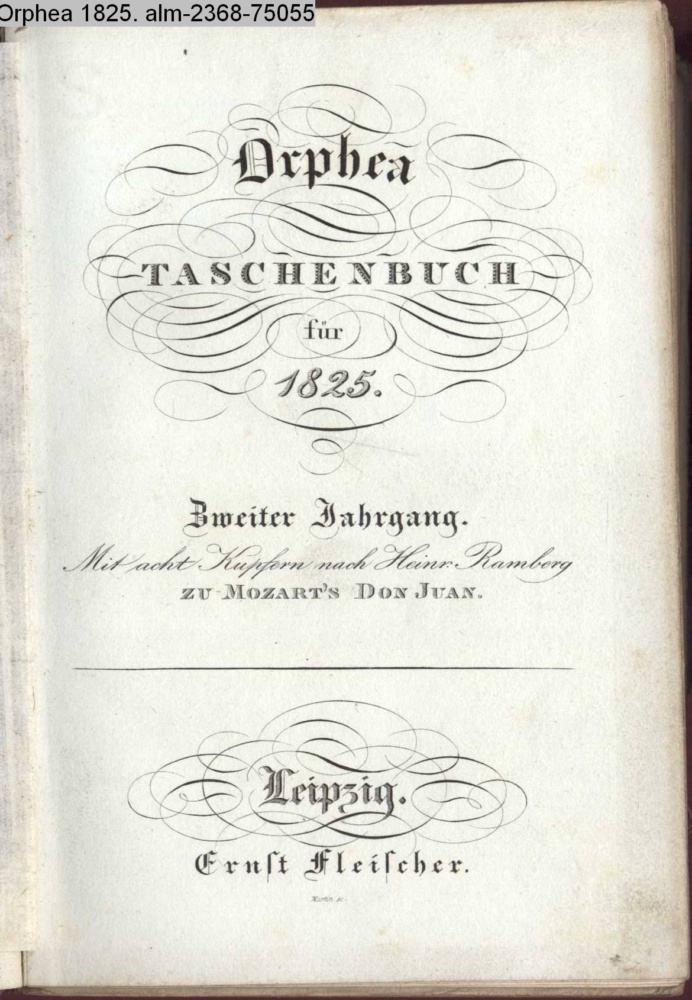 Orphea 1825. alm-2368-75055
Orphea
TASCHENBUCH
für
1825.
Zweiter Jahrgang.
Mit acht Kupfern nach Heinr. Ramberg
ZU MOZART'S DON JUAN.
Leipzig.
Ernſt Fleiſcher.